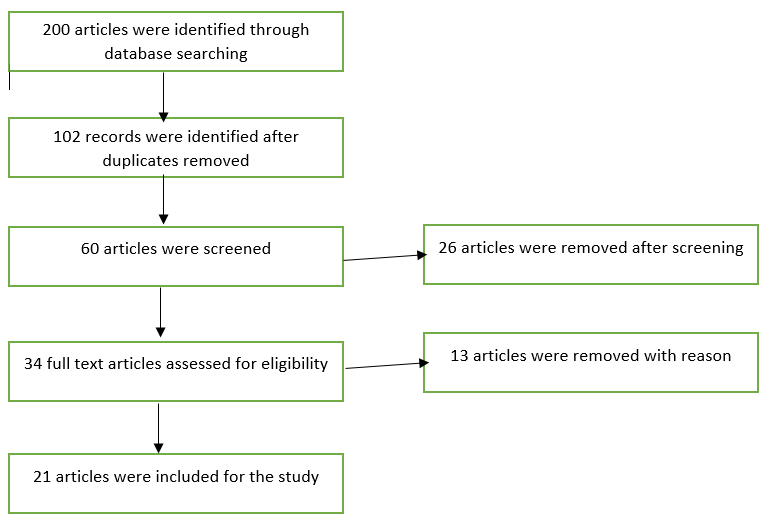 200 articles were identified through
database searching
102 records were identified after
duplicates removed
60 articles were screened
26 articles were removed after screening
34 full text articles assessed for eligibility
13 articles were removed with reason
21 articles were included for the study